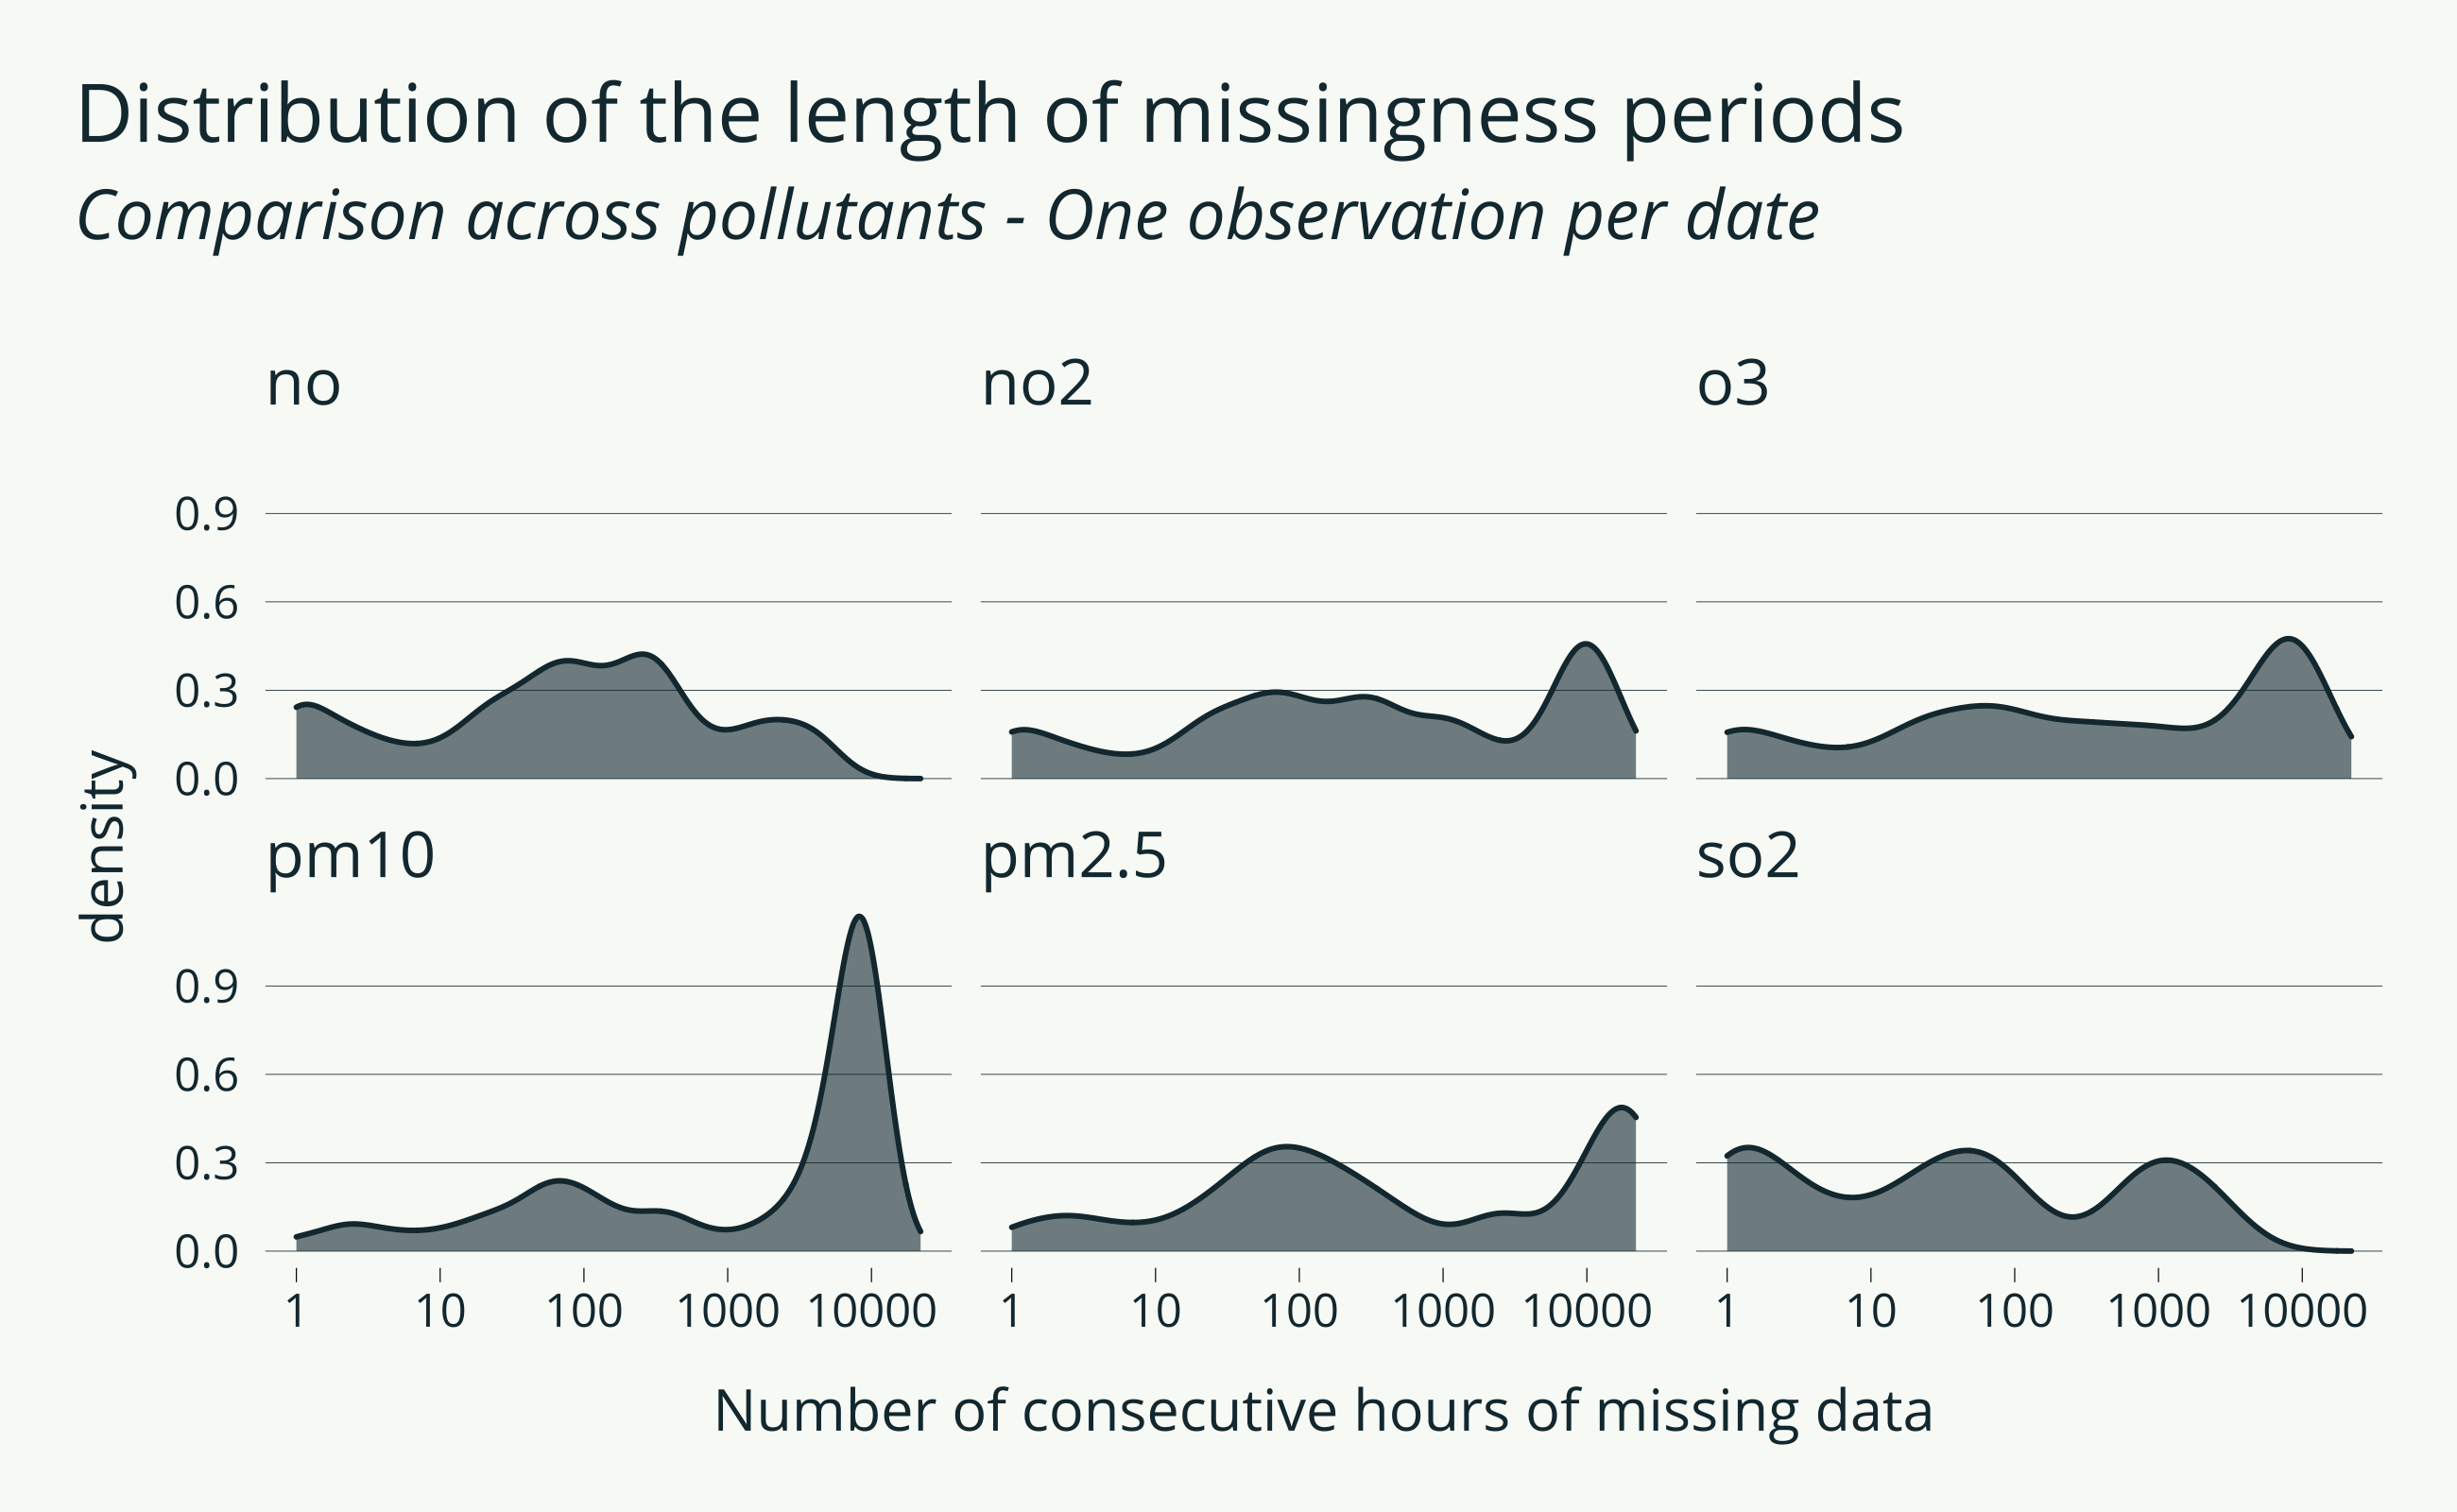 Distribution of the length of missingness periods
Comparison across pollutants - One observation per date
no
no2
o3
0.9
0.6
0.3
0.0
density
pm10
pm2.5
so2
0.9
0.6
0.3
0.0
1 10 100 1000 10000
1 10 100 1000 10000
1 10 100 1000 10000
Number of consecutive hours of missing data